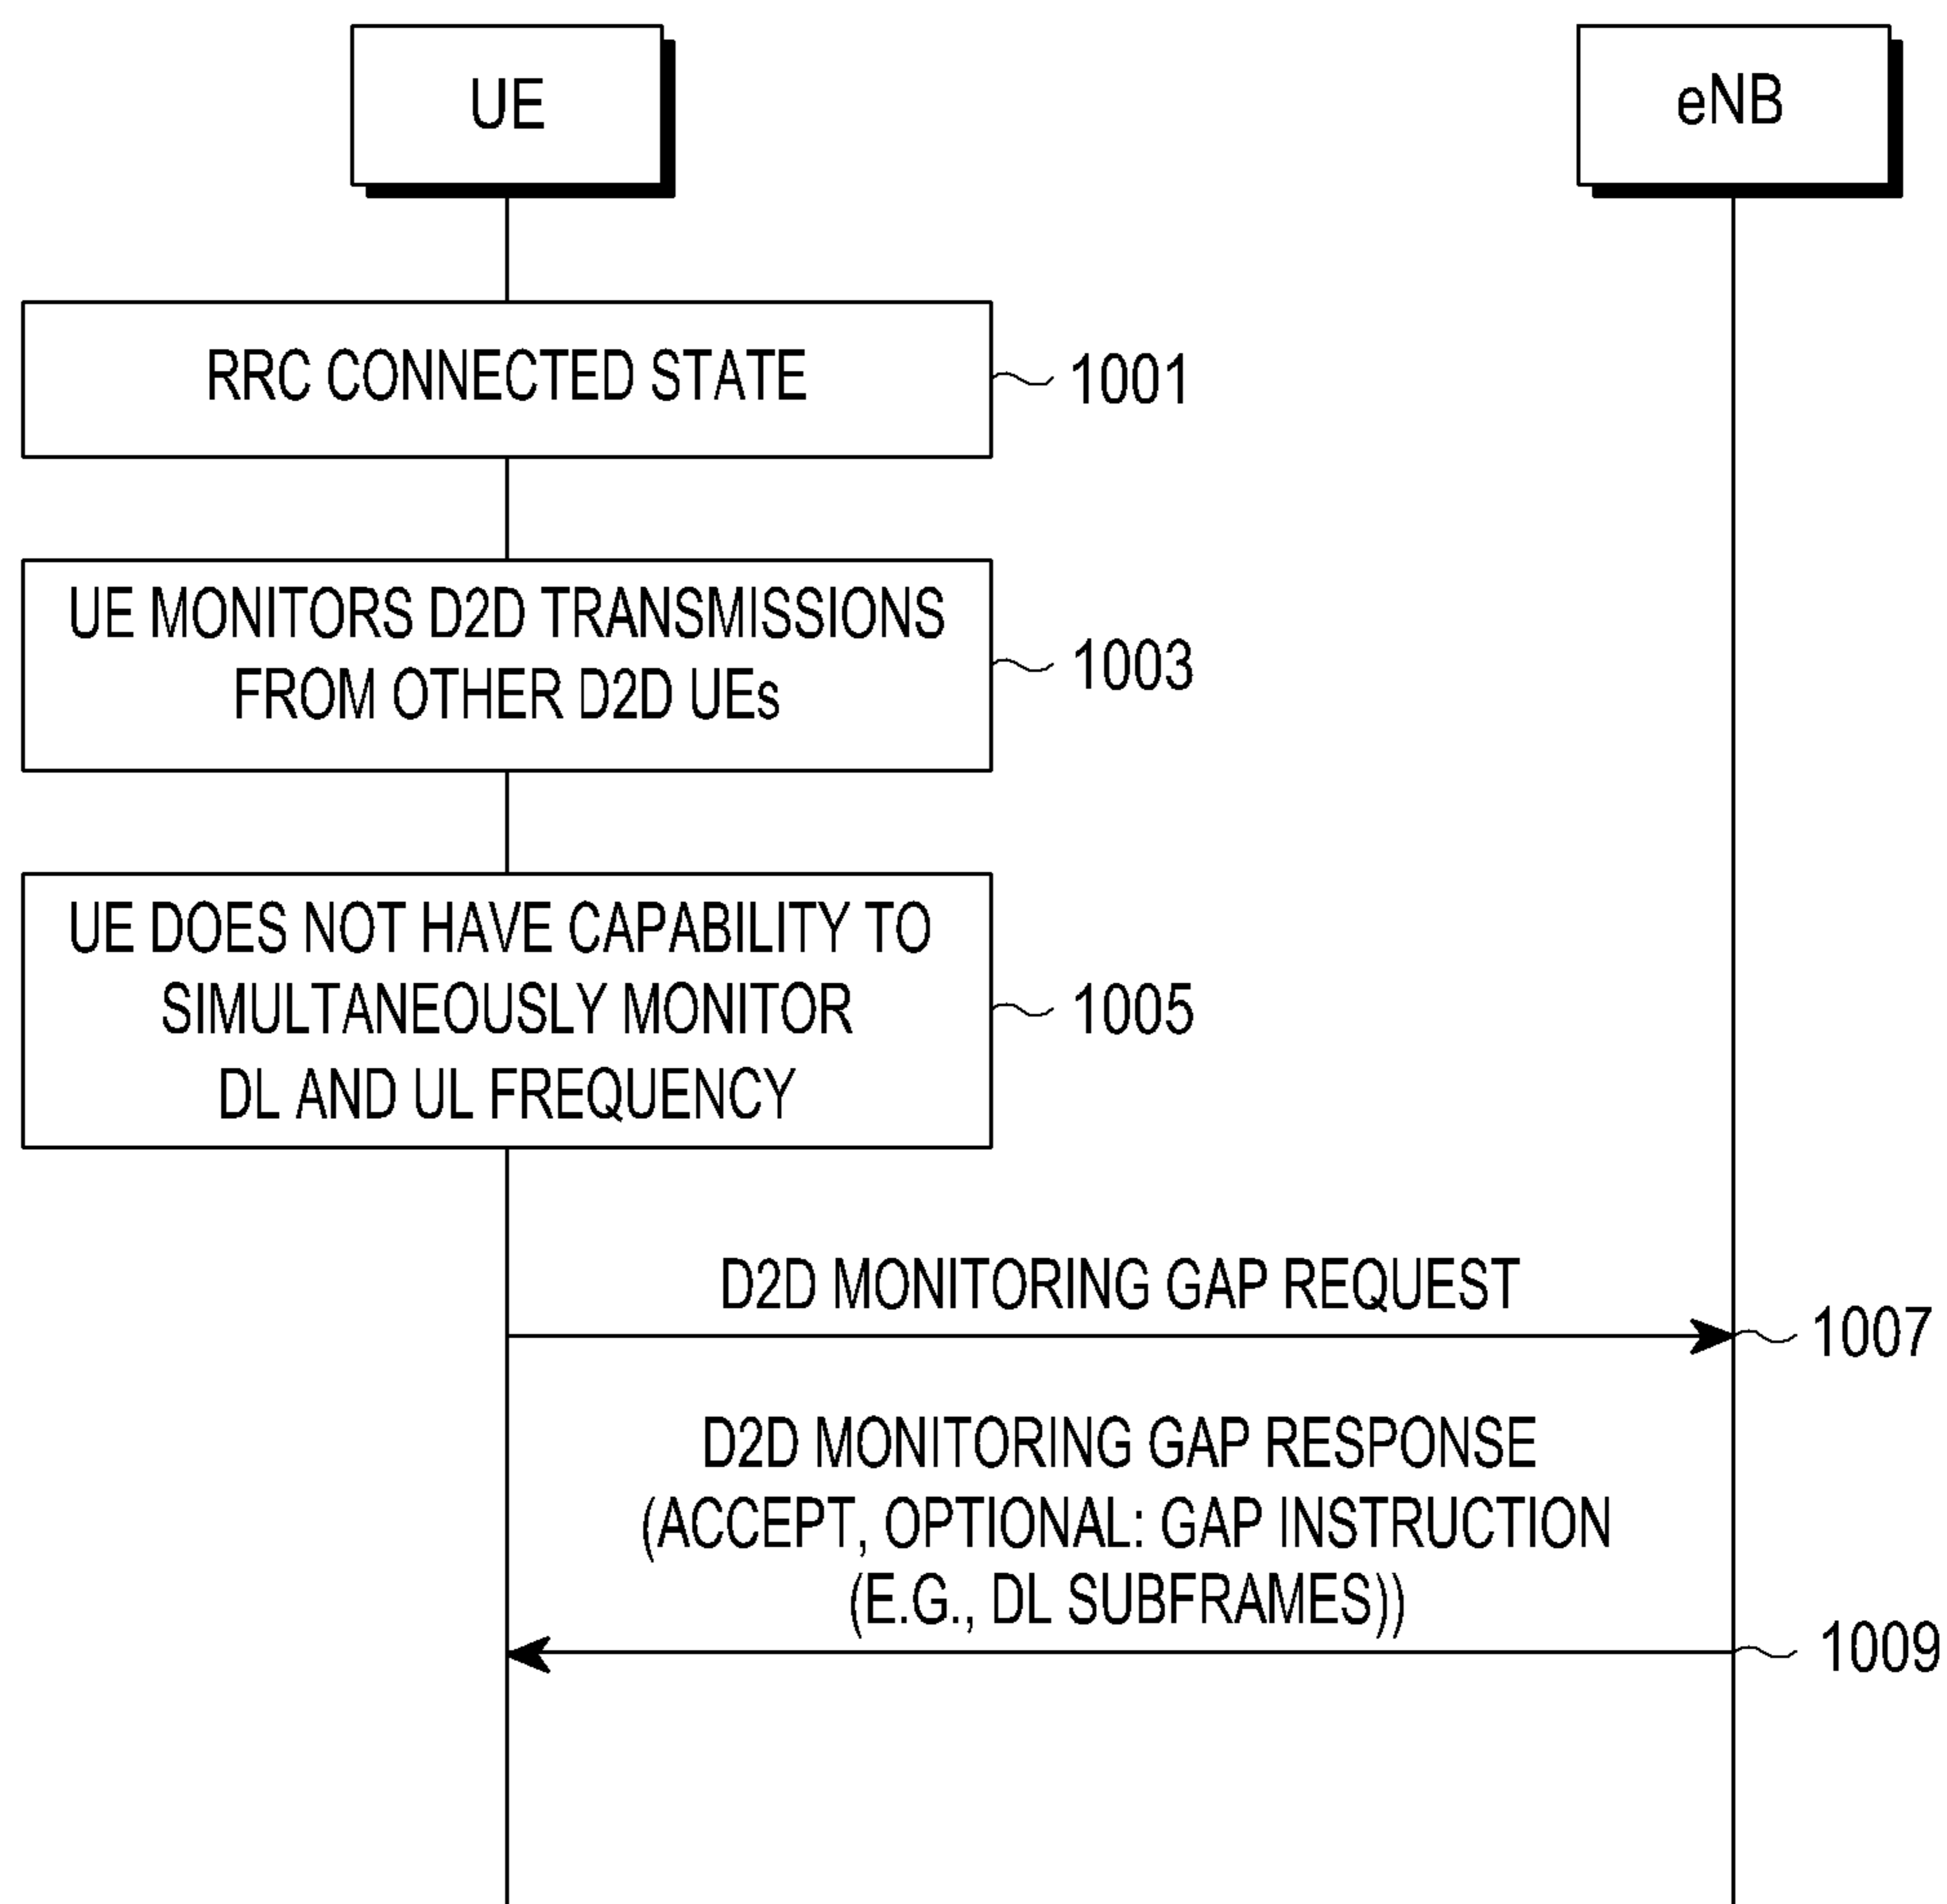 UE
eNB
RRC CONNECTED STATE
1001
UE MONITORS D2D TRANSMISSIONS
FROM OTHER D2D UEs
1003
UE DOES NOT HAVE CAPABILITY TO
SIMULTANEOUSLY MONITOR
DL AND UL FREQUENCY
1005
D2D MONITORING GAP REQUEST
1007
D2D MONITORING GAP RESPONSE
(ACCEPT, OPTIONAL: GAP INSTRUCTION
(E.G., DL SUBFRAMES))
1009